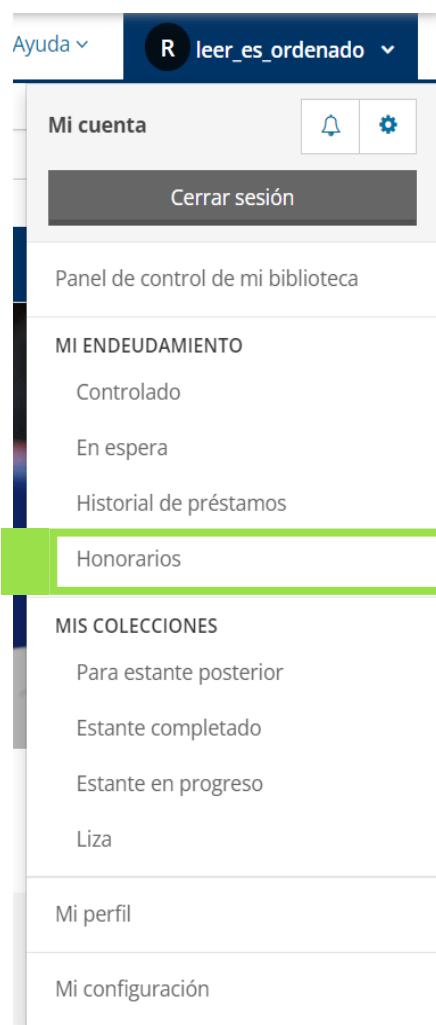 Ayuda
R leer_es_ordenado
Mi cuenta
Cerrar sesión
Panel de control de mi biblioteca
MI ENDEUDAMIENTO
Controlado
En espera
Historial de préstamos
Honorarios
MIS COLECCIONES
Para estante posterior
Estante completado
Estante en progreso
Liza
Mi perfil
Mi configuración